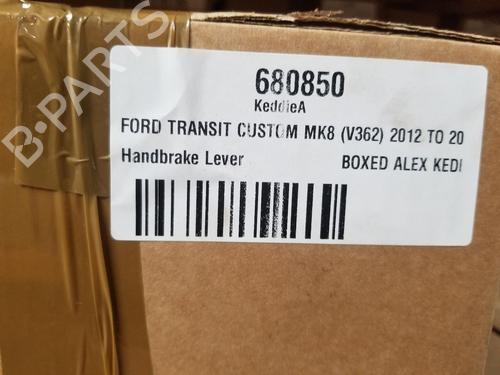 B-PARTS
680850
KeddieA
FORD TRANSIT CUSTOM MK8 (V362) 2012 TO 20
Handbrake Lever BOXED ALEX KEDI